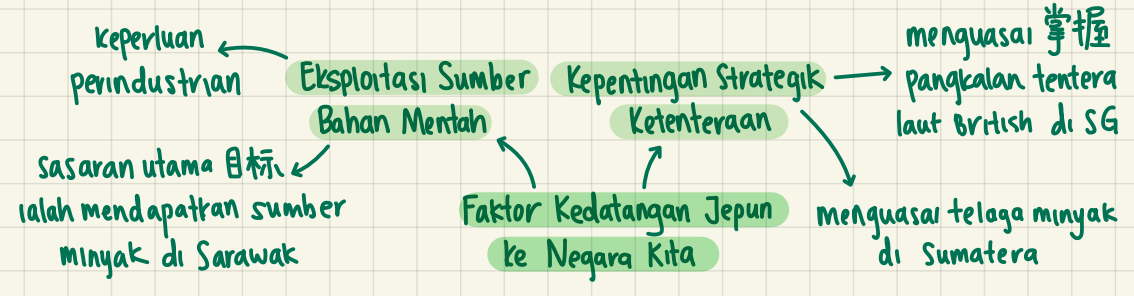 keperluan
perindustrian
Eksploitasi Sumber
Bahan Mentah
sasaran utama 目标
ialah mendapatkan sumber
minyak di Sarawak
Kepentingan Strategik
Ketenteraan
menguasai 掌握
pangkalan tentera
laut British di SG
menguasai telaga minyak
di Sumatera
Faktor Kedatangan Jepun
ke Negara Kita